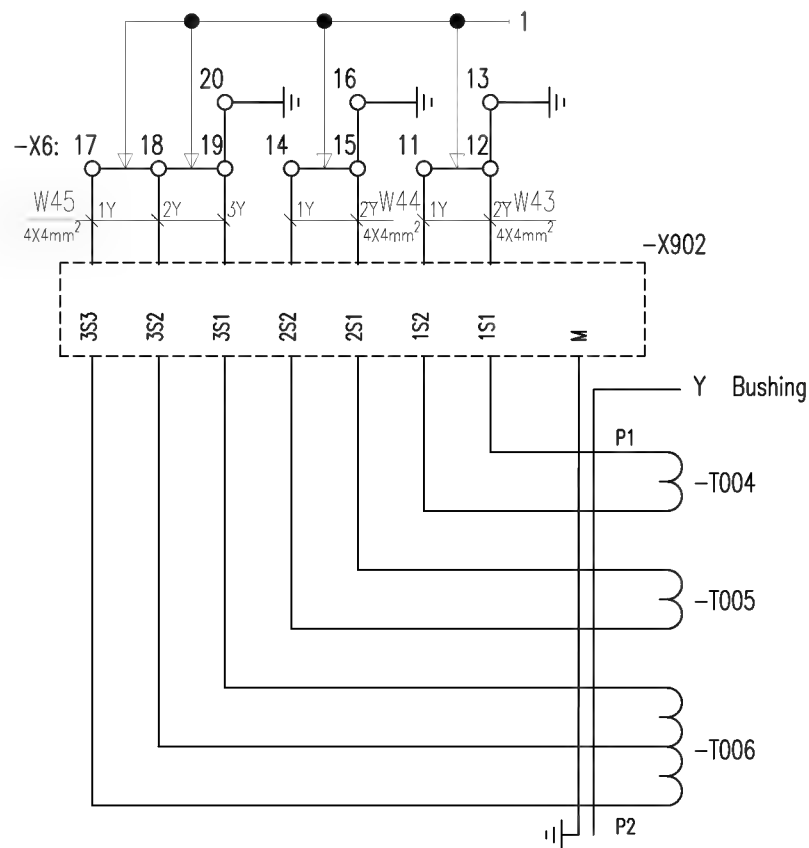 1
20 16 13
-X6: 17 18 19 14 15 11 12
W45 1Y 2Y 3Y 1Y 2Y W44 1Y 2Y W43
4X4mm² 4X4mm² 4X4mm²
-X902
3S3 3S2 3S1 2S2 2S1 1S2 1S1 M
Y Bushing
P1
-T004
-T005
-T006
P2